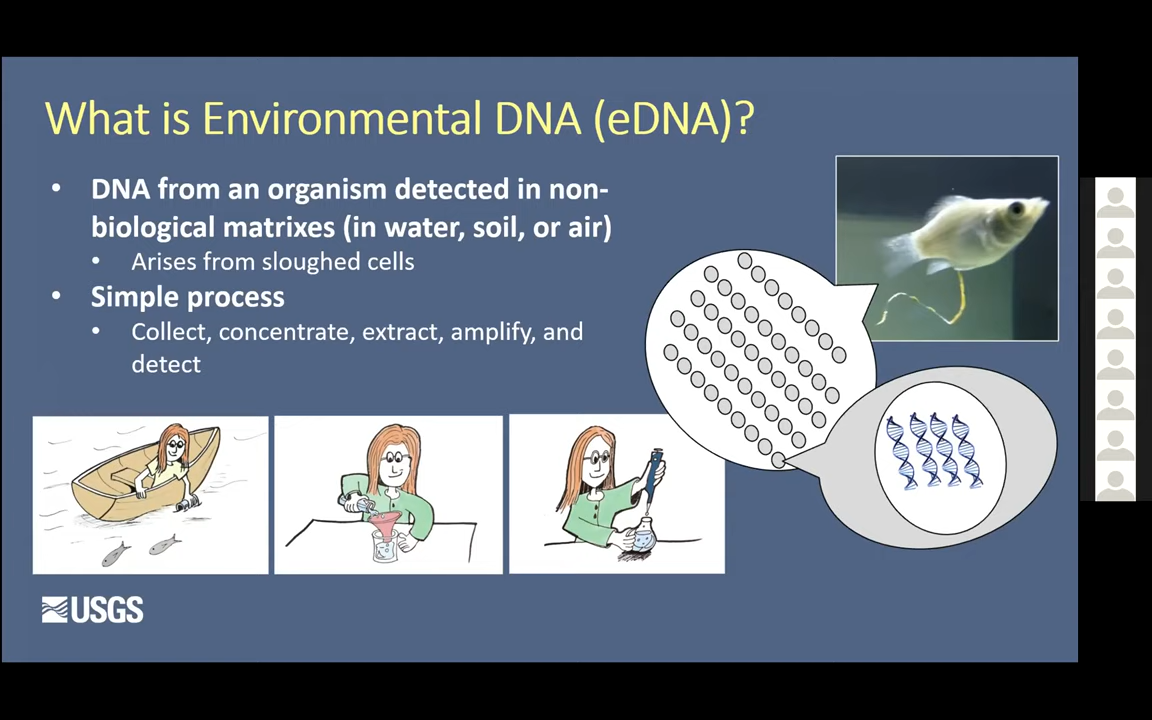 What is Environmental DNA (eDNA)?
• DNA from an organism detected in non-
biological matrixes (in water, soil, or air)
• Arises from sloughed cells
• Simple process
• Collect, concentrate, extract, amplify, and
detect
USGS